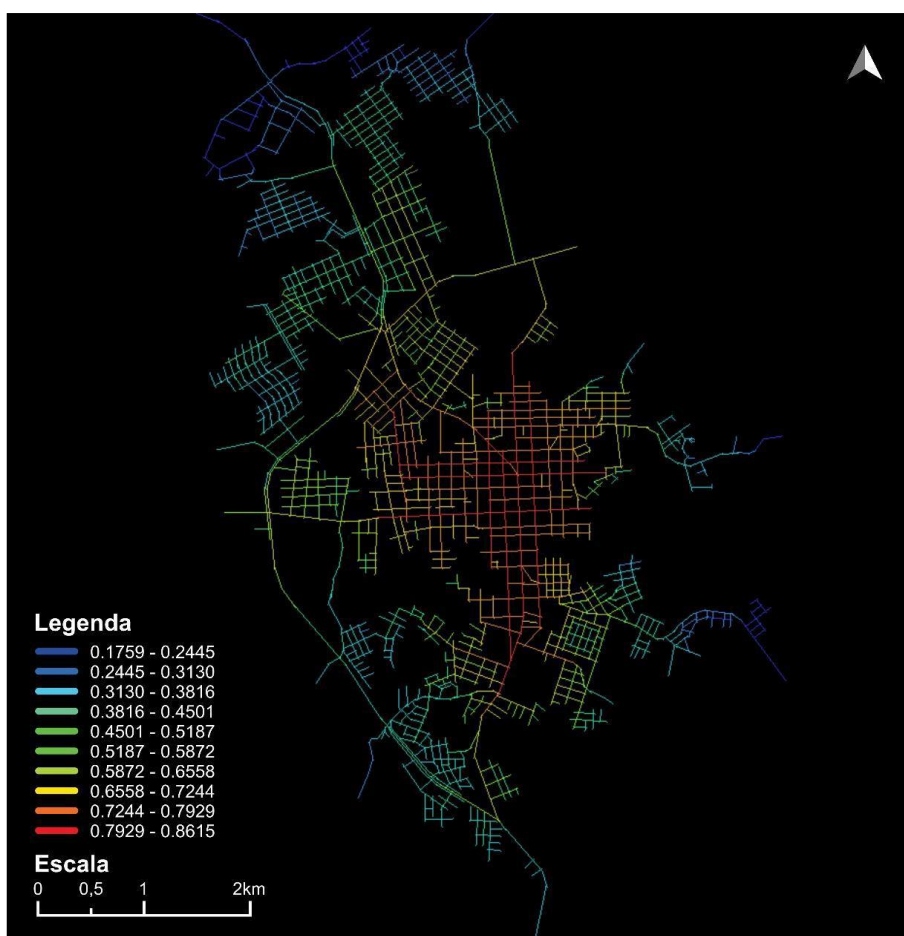 Legenda
0.1759 - 0.2445
0.2445 - 0.3130
0.3130 - 0.3816
0.3816 - 0.4501
0.4501 - 0.5187
0.5187 - 0.5872
0.5872 - 0.6558
0.6558 - 0.7244
0.7244 - 0.7929
0.7929 - 0.8615
Escala
0 0,5 1 2km